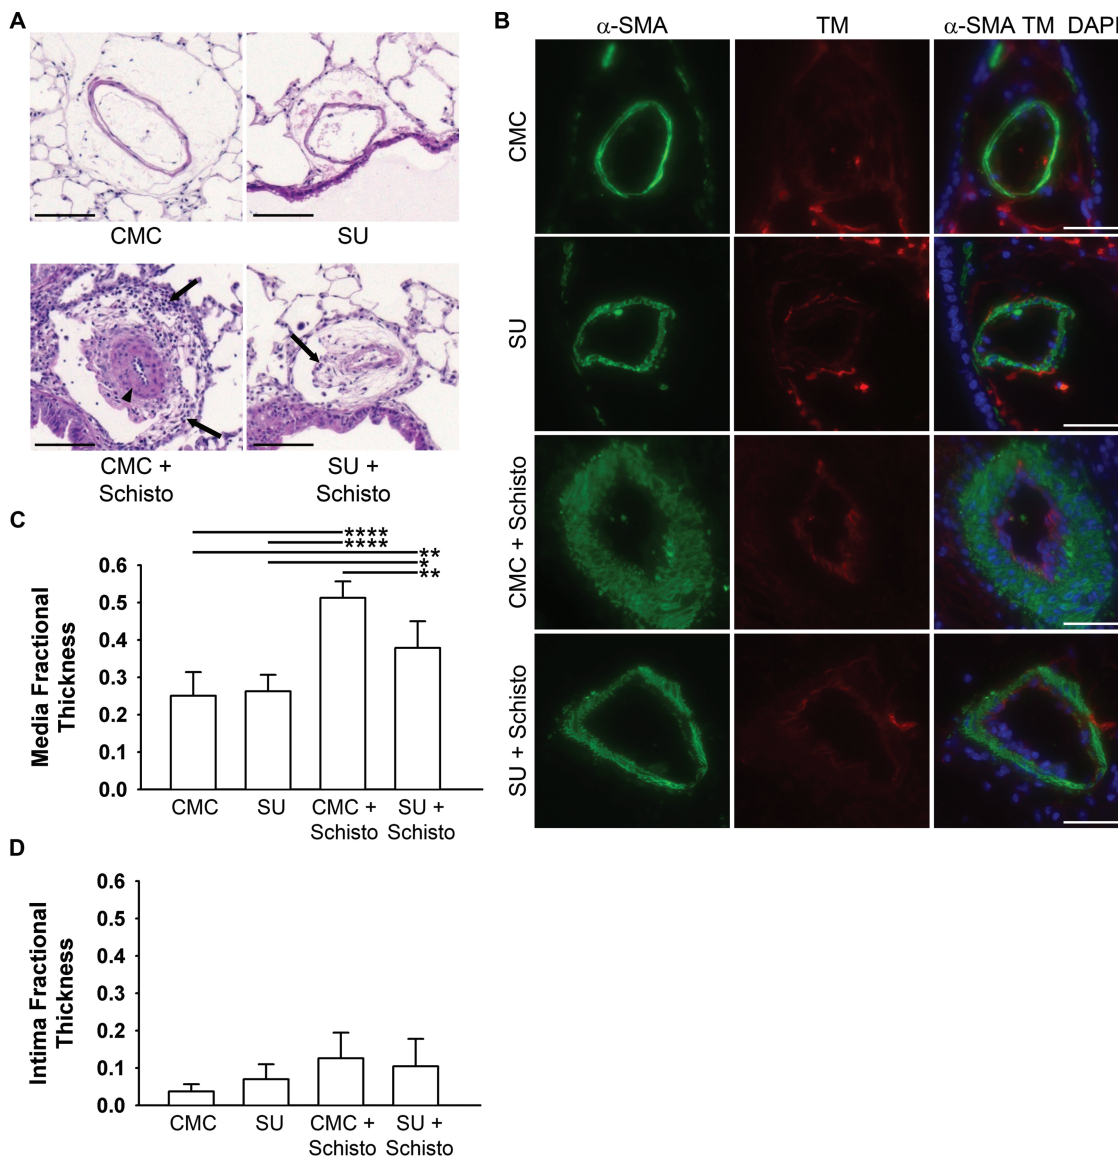 A
CMC
SU
CMC +
Schisto
SU +
Schisto
B
α-SMA
TM
α-SMA TM DAPI
CMC
SU
CMC + Schisto
SU + Schisto
C
****
****
**
*
**
Media Fractional
Thickness
0.6
0.5
0.4
0.3
0.2
0.1
0.0
CMC
SU
CMC +
Schisto
SU +
Schisto
D
Intima Fractional
Thickness
0.6
0.5
0.4
0.3
0.2
0.1
0.0
CMC
SU
CMC +
Schisto
SU +
Schisto